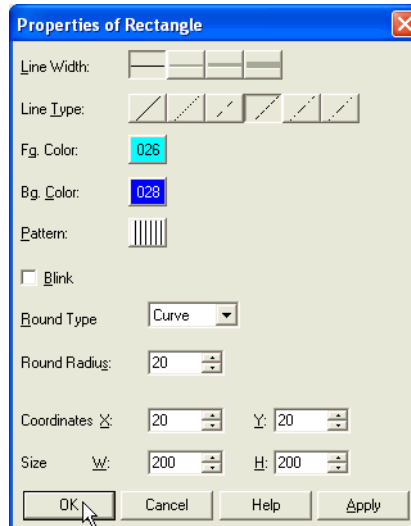 Properties of Rectangle
Line Width:
Line Type:
Fg. Color: 026
Bg. Color: 028
Pattern:
Blink
Round Type Curve
Round Radius: 20
Coordinates X: 20 Y: 20
Size W: 200 H: 200
OK Cancel Help Apply